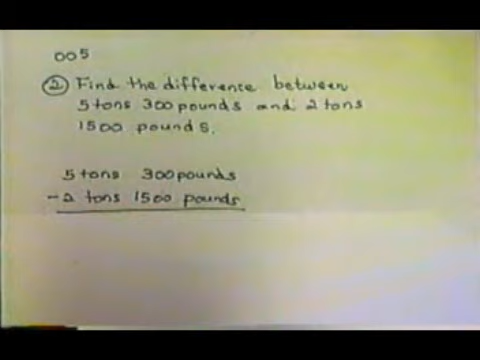 005
② Find the difference between
5 tons 300 pounds and 2 tons
1500 pounds.
5 tons 300 pounds
- 2 tons 1500 pounds